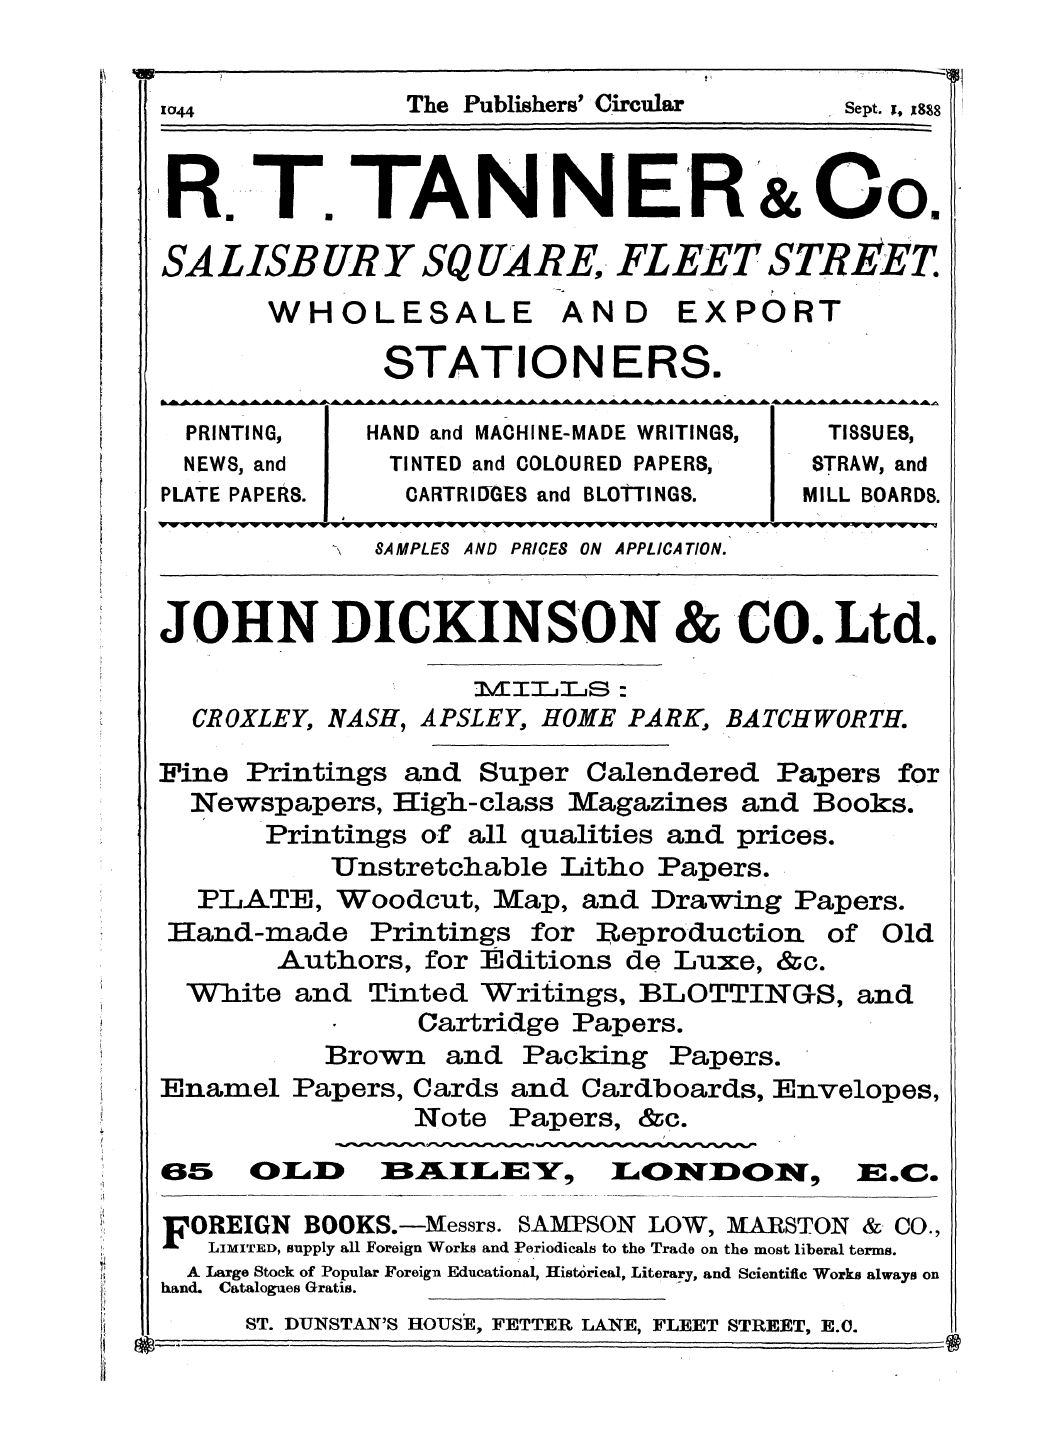 1044 The Publishers' Circular Sept. 1, 1888
R. T. TANNER & Co.
SALISBURY SQUARE, FLEET STREET.
WHOLESALE AND EXPORT
STATIONERS.
PRINTING,
NEWS, and
PLATE PAPERS.
HAND and MACHINE-MADE WRITINGS,
TINTED and COLOURED PAPERS,
CARTRIDGES and BLOTTINGS.
TISSUES,
STRAW, and
MILL BOARDS.
SAMPLES AND PRICES ON APPLICATION.
JOHN DICKINSON & CO. Ltd.
MILLS:
CROXLEY, NASH, APSLEY, HOME PARK, BATCHWORTH.
Fine Printings and Super Calendered Papers for
Newspapers, High-class Magazines and Books.
Printings of all qualities and prices.
Unstretchable Litho Papers.
PLATE, Woodcut, Map, and Drawing Papers.
Hand-made Printings for Reproduction of Old
Authors, for Editions de Luxe, &c.
White and Tinted Writings, BLOTTINGS, and
Cartridge Papers.
Brown and Packing Papers.
Enamel Papers, Cards and Cardboards, Envelopes,
Note Papers, &c.
65 OLD BAILEY, LONDON, E.C.
FOREIGN BOOKS.—Messrs. SAMPSON LOW, MARSTON & CO.,
LIMITED, supply all Foreign Works and Periodicals to the Trade on the most liberal terms.
A Large Stock of Popular Foreign Educational, Historical, Literary, and Scientific Works always on
hand. Catalogues Gratis.
ST. DUNSTAN'S HOUSE, FETTER LANE, FLEET STREET, E.C.